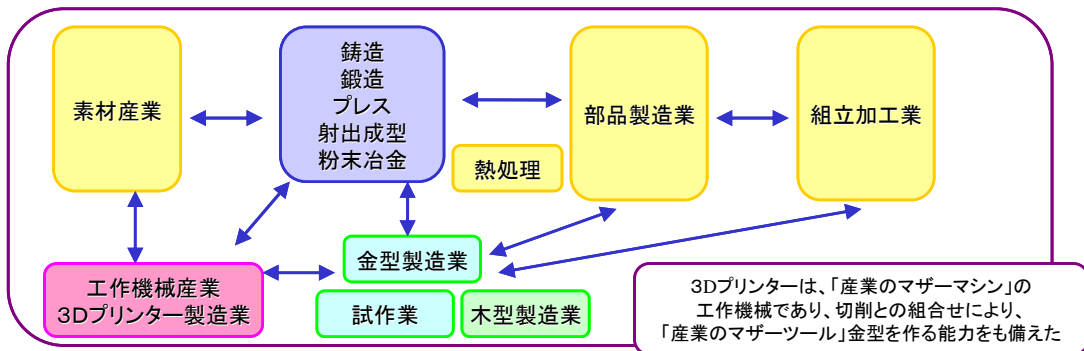 素材産業
鋳造
鍛造
プレス
射出成型
粉末冶金
部品製造業
組立加工業
熱処理
金型製造業
工作機械産業
3Dプリンター製造業
試作業
木型製造業
3Dプリンターは、「産業のマザーマシン」の
工作機械であり、切削との組合せにより、
「産業のマザーツール」金型を作る能力をも備えた